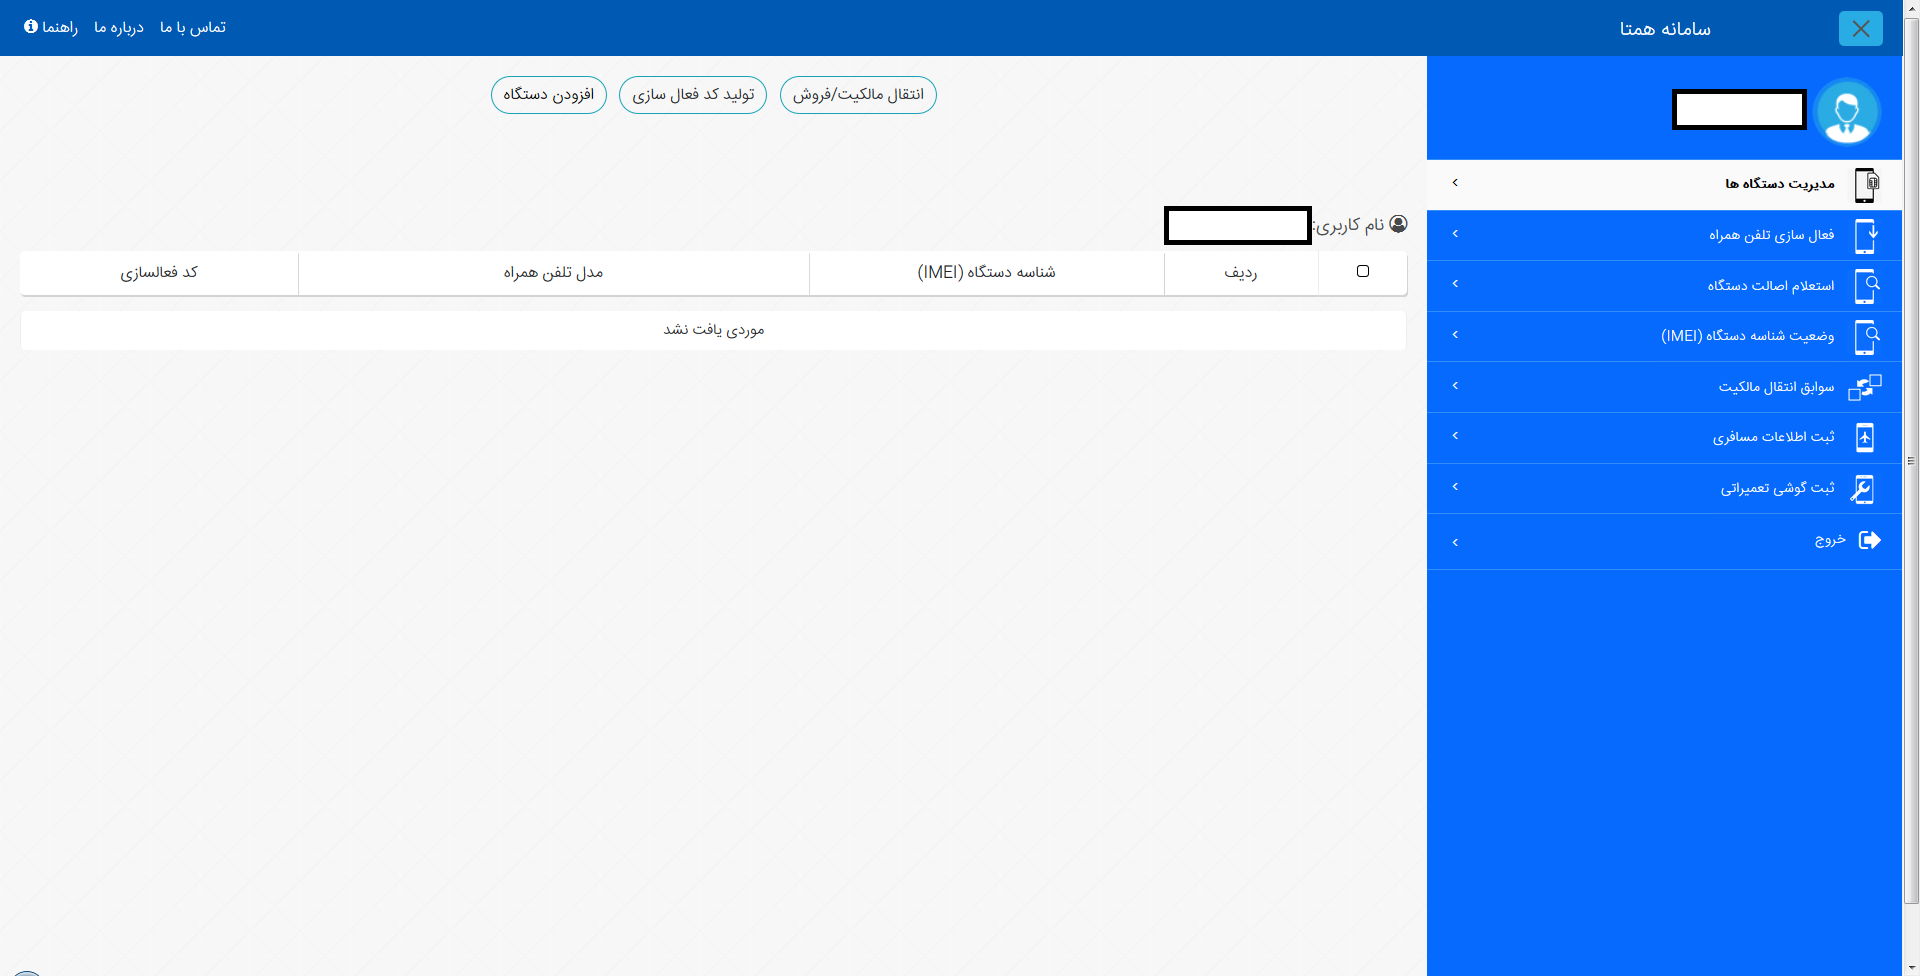 سامانه همتا
تماس با ما
درباره ما
راهنما
مدیریت دستگاه ها
فعال سازی تلفن همراه
استعلام اصالت دستگاه
وضعیت شناسه دستگاه (IMEI)
سوابق انتقال مالکیت
ثبت اطلاعات مسافری
ثبت گوشی تعمیراتی
خروج
انتقال مالکیت/فروش
تولید کد فعال سازی
افزودن دستگاه
نام کاربری:
ردیف
شناسه دستگاه (IMEI)
مدل تلفن همراه
کد فعالسازی
موردی یافت نشد